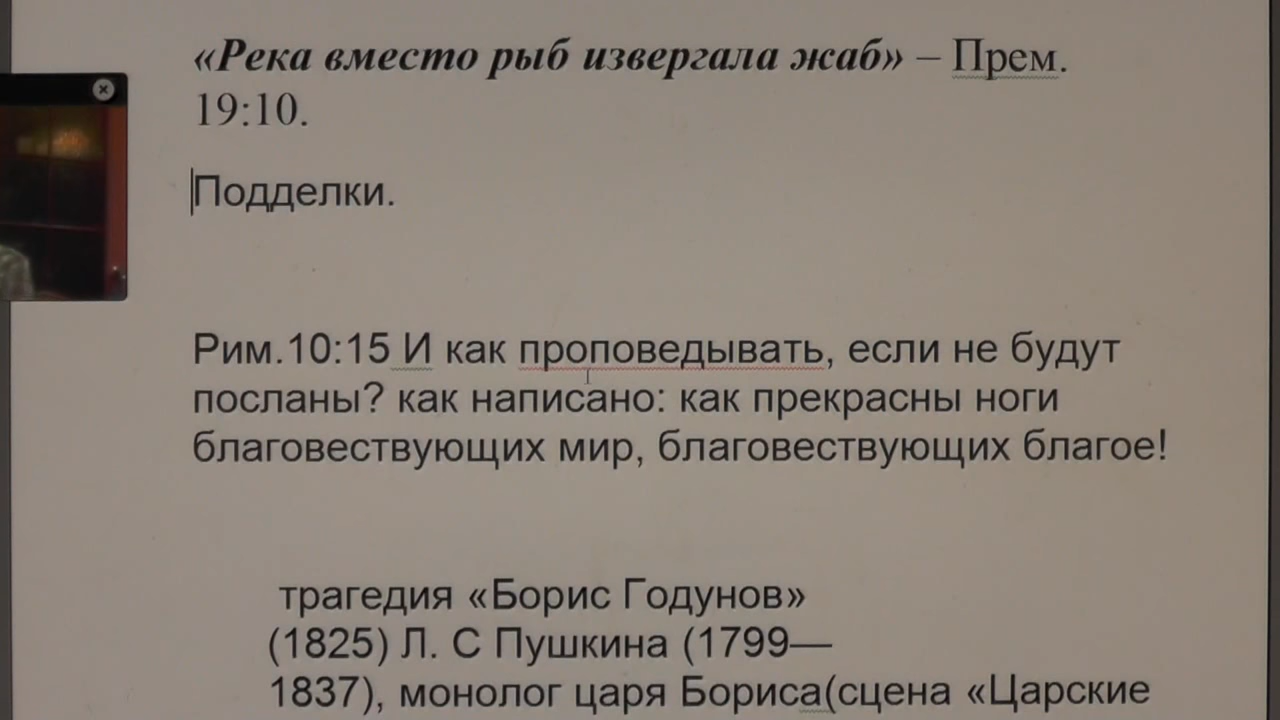 «Река вместо рыб извергала жаб» – Прем.
19:10.
Подделки.
Рим.10:15 И как проповедывать, если не будут
посланы? как написано: как прекрасны ноги
благовествующих мир, благовествующих благое!
трагедия «Борис Годунов»
(1825) Л. С Пушкина (1799—
1837), монолог царя Бориса(сцена «Царские